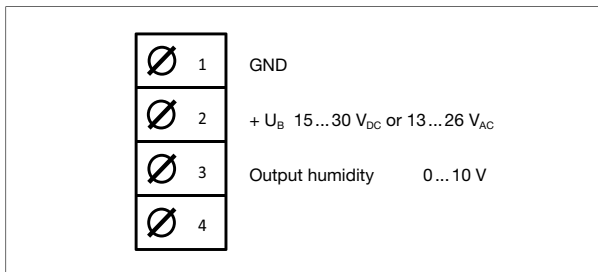 1 GND
2 + U_B 15...30 V_DC or 13...26 V_AC
3 Output humidity 0...10 V
4